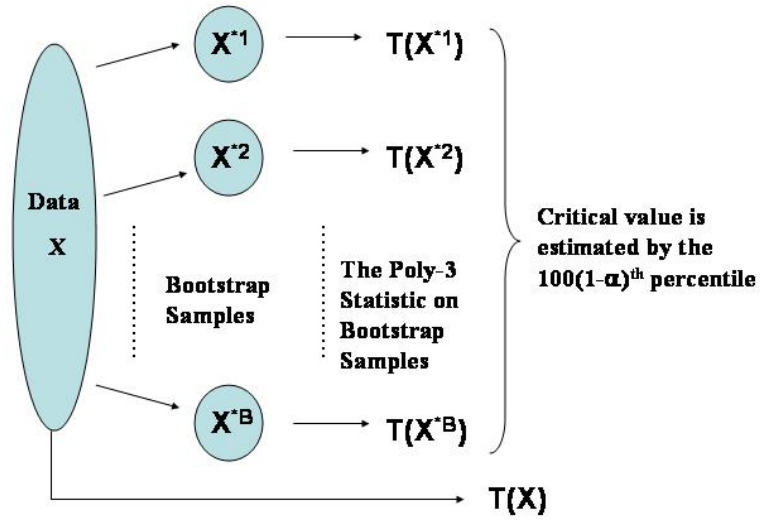 X*1
T(X*1)
X*2
T(X*2)
Data
X
Critical value is
estimated by the
100(1-α)th percentile
Bootstrap
Samples
The Poly-3
Statistic on
Bootstrap
Samples
X*B
T(X*B)
T(X)